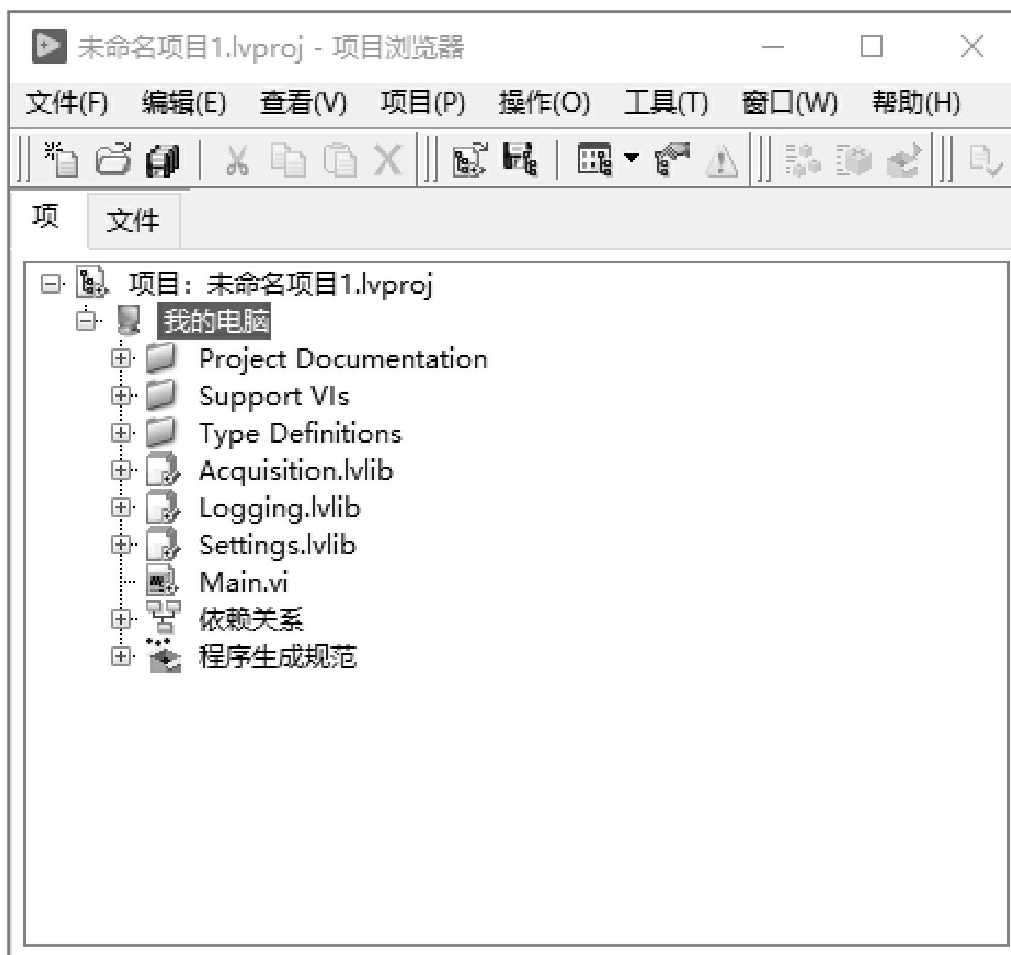 未命名项目1.lvproj - 项目浏览器
文件(F) 编辑(E) 查看(V) 项目(P) 操作(O) 工具(T) 窗口(W) 帮助(H)
项 文件
项目：未命名项目1.lvproj
我的电脑
Project Documentation
Support VIs
Type Definitions
Acquisition.lvlib
Logging.lvlib
Settings.lvlib
Main.vi
依赖关系
程序生成规范